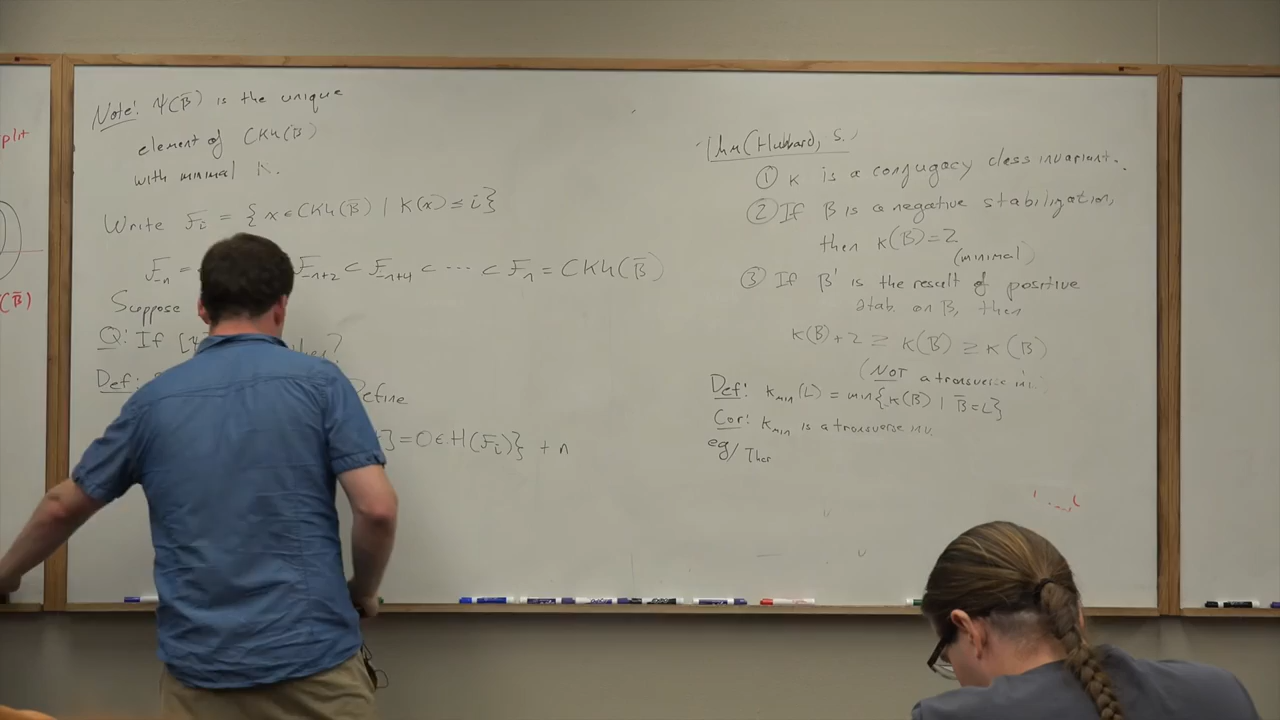 plit
(B̄)
Note: ψ(B̄) is the unique
element of CKh(B̄)
with minimal K.
Write F_i = { x ∈ CKh(B̄) | K(x) ≤ i }
F_-n = F_-n+2 ⊂ F_-n+4 ⊂ ⋯ ⊂ F_n = CKh(B̄)
Suppose
Q: If [ψ ?
Def: Define
] = 0 ∈ H(F_i)} + n
Thm (Hubbard, S.)
① K is a conjugacy class invariant.
② If B is a negative stabilization,
then K(B) = 2
(minimal)
③ If B' is the result of positive
stab. on B, then
K(B) + 2 ≥ K(B') ≥ K(B)
(NOT a transverse inv.
Def: K_min(L) = min{K(B) | B̄ = L}
Cor: K_min is a transverse inv.
eg/ Ther